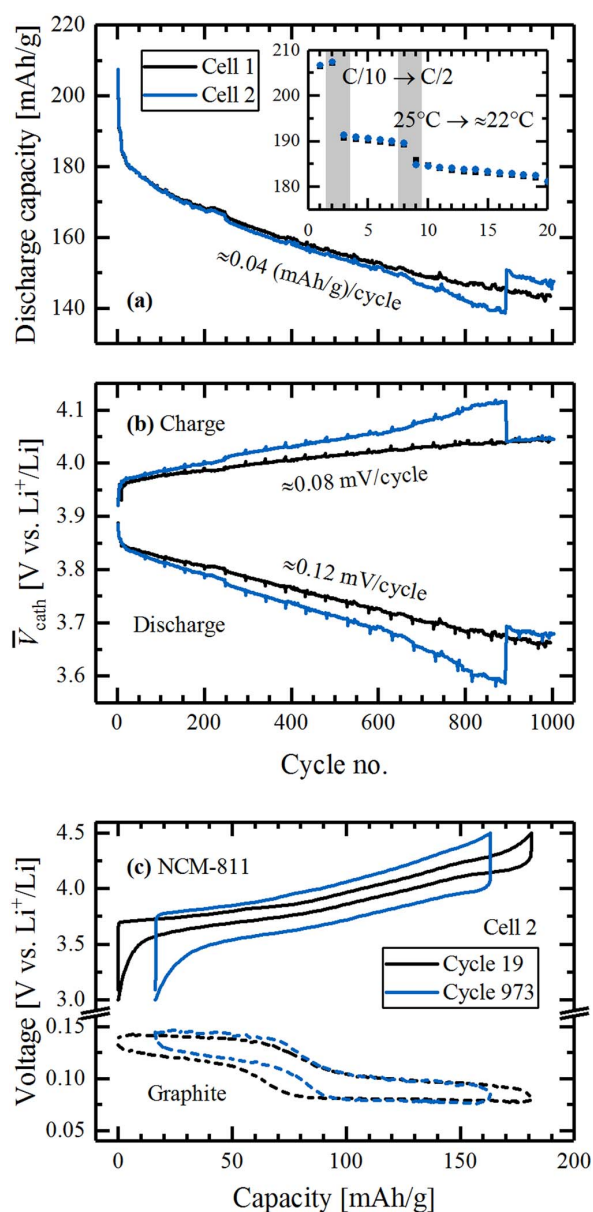 Discharge capacity [mAh/g]
220
200
180
160
140
Cell 1
Cell 2
210
200
190
180
C/10 → C/2
25°C → ≈22°C
0 5 10 15 20
≈0.04 (mAh/g)/cycle
(a)
V̅cath [V vs. Li⁺/Li]
4.1
4.0
3.9
3.8
3.7
3.6
(b) Charge
≈0.08 mV/cycle
≈0.12 mV/cycle
Discharge
0 200 400 600 800 1000
Cycle no.
Voltage [V vs. Li⁺/Li]
4.5
4.0
3.5
3.0
0.15
0.10
0.05
(c) NCM-811
Cell 2
Cycle 19
Cycle 973
Graphite
0 50 100 150 200
Capacity [mAh/g]